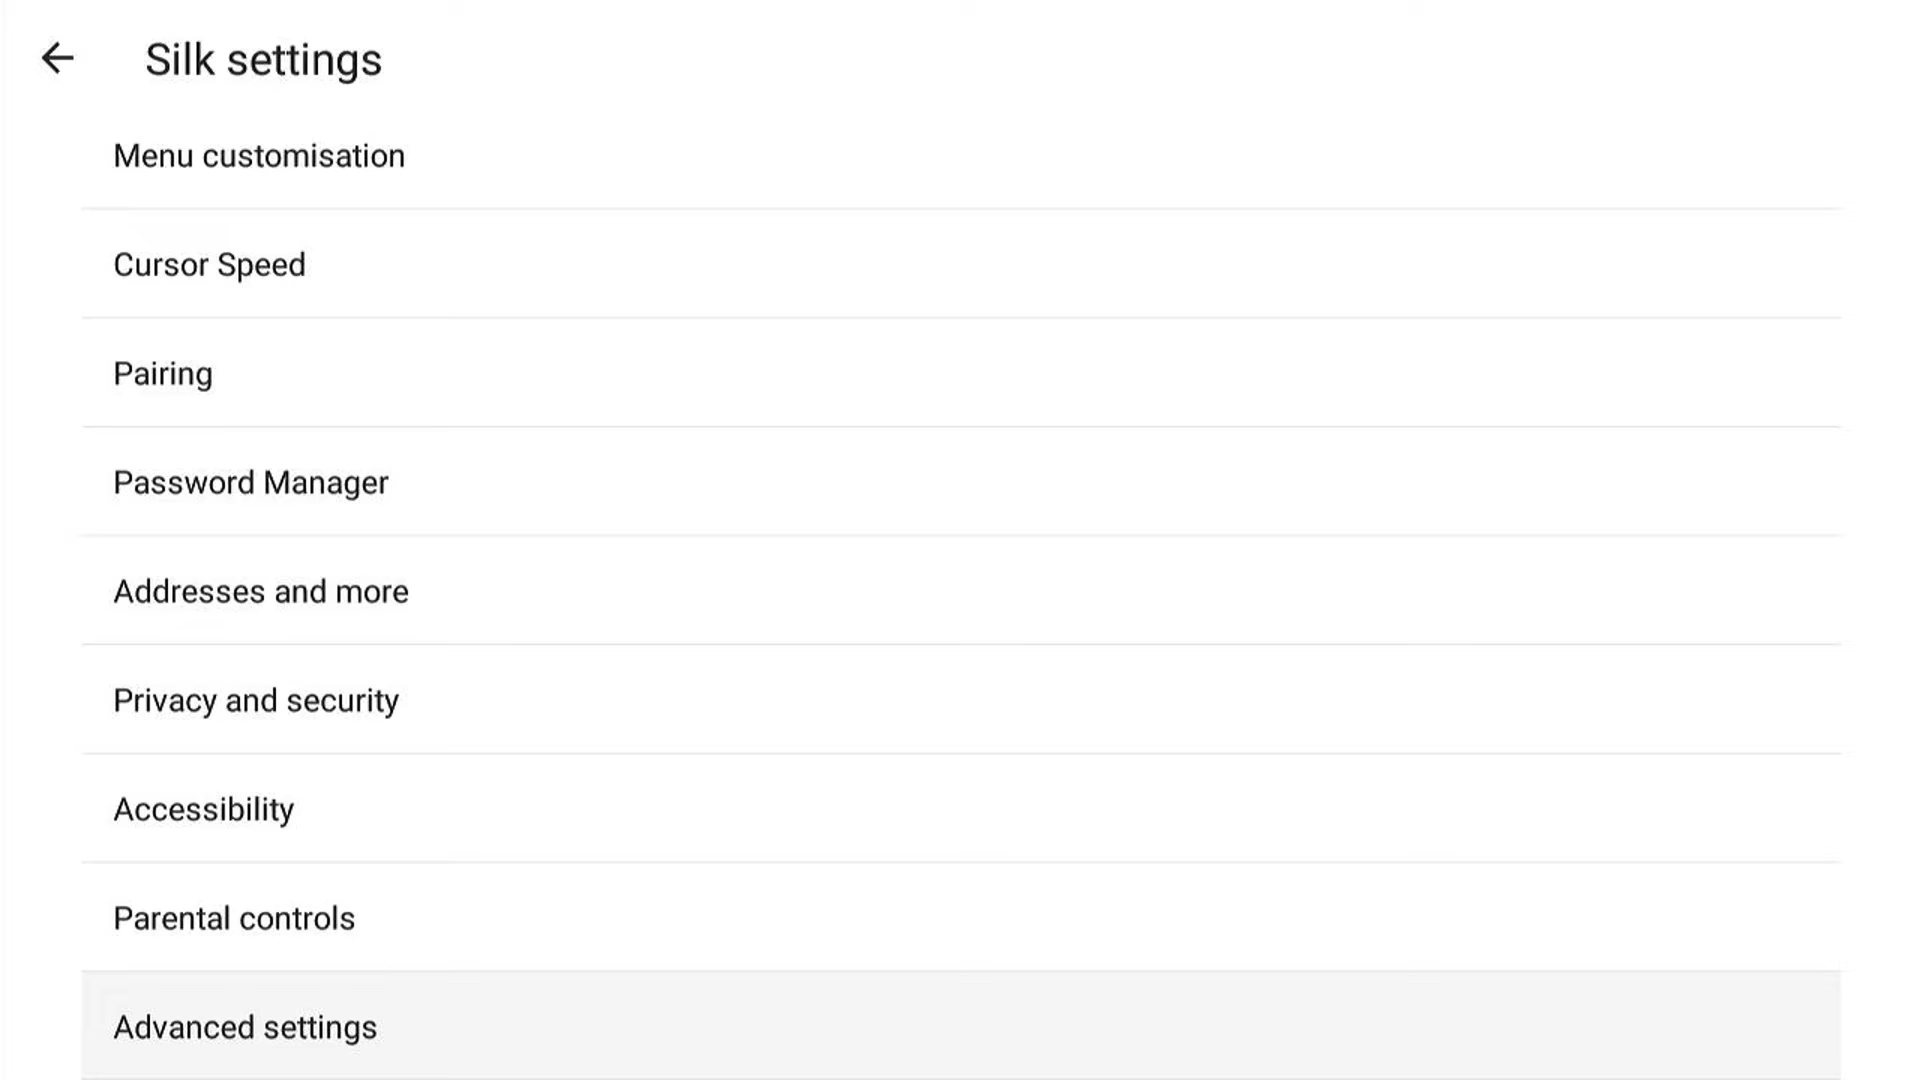 Silk settings
Menu customisation
Cursor Speed
Pairing
Password Manager
Addresses and more
Privacy and security
Accessibility
Parental controls
Advanced settings